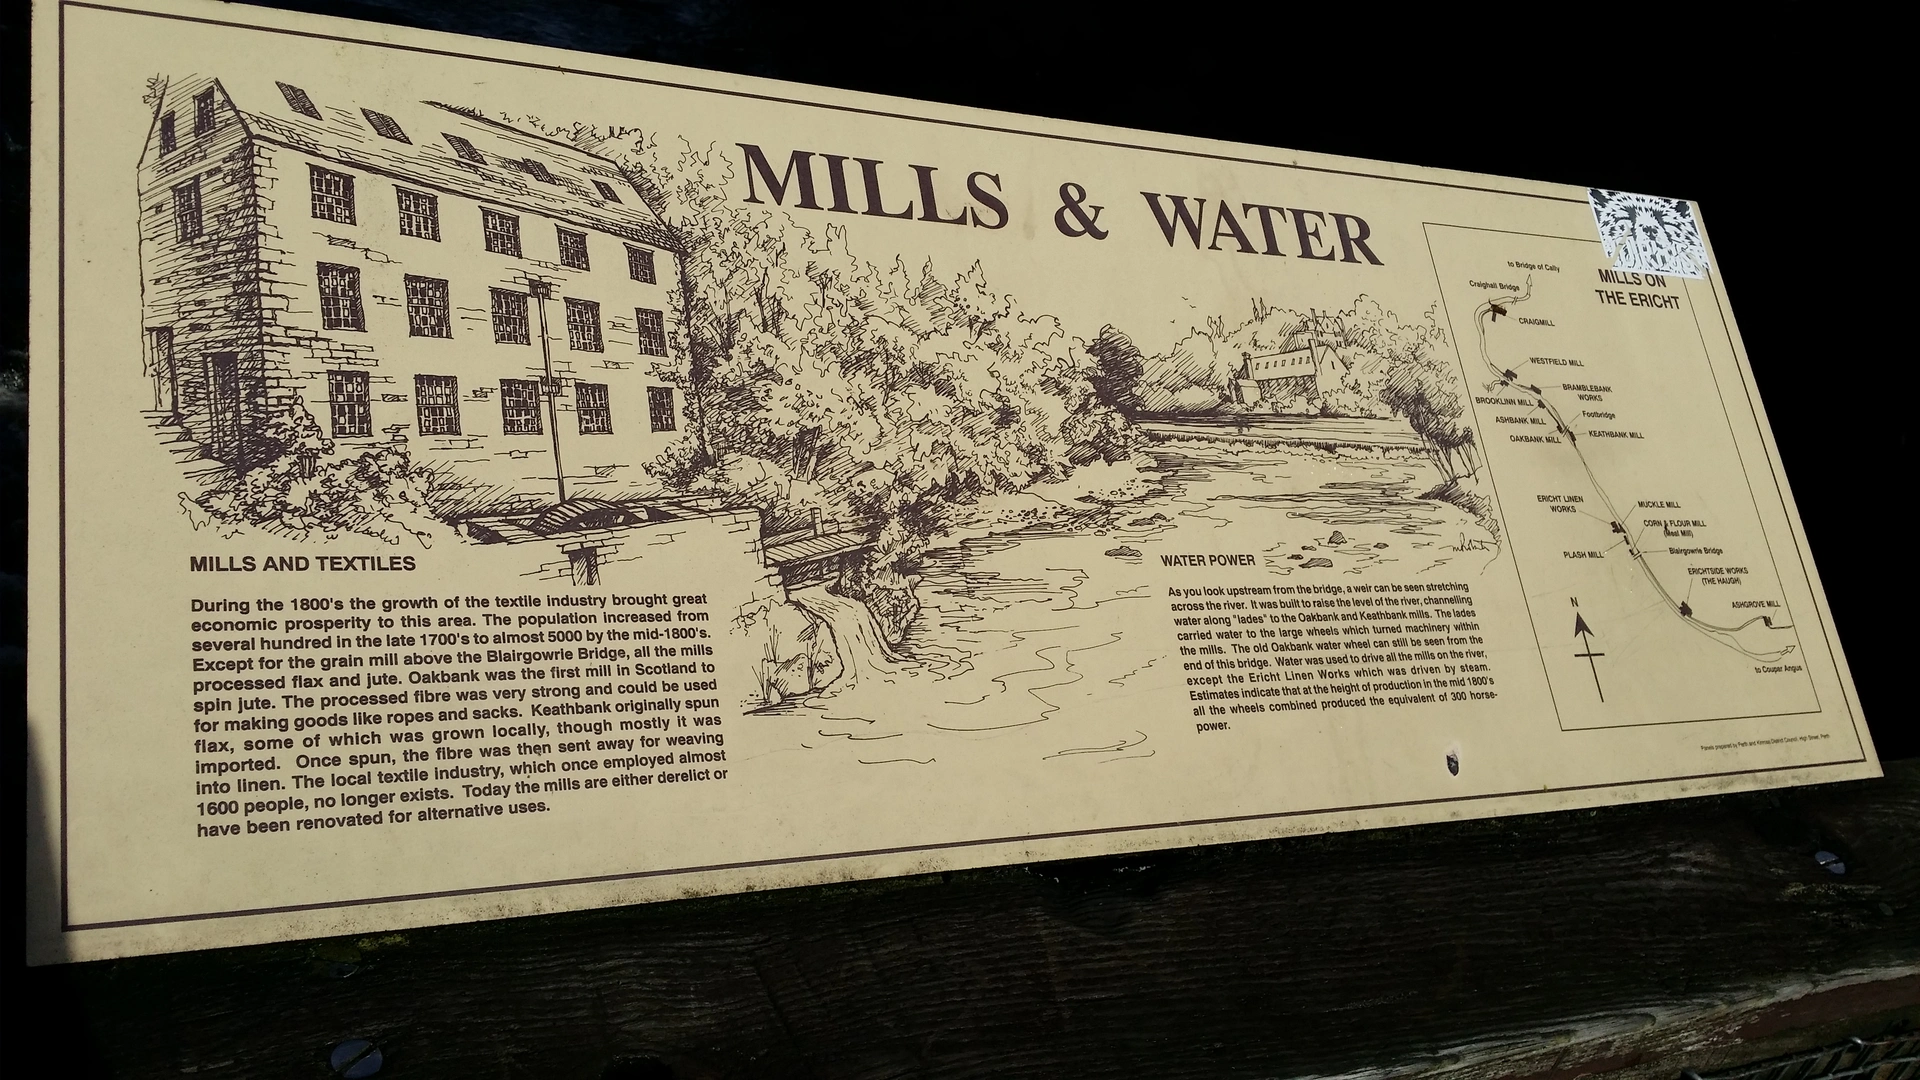 MILLS & WATER
MILLS AND TEXTILES
During the 1800's the growth of the textile industry brought great
economic prosperity to this area. The population increased from
several hundred in the late 1700's to almost 5000 by the mid-1800's.
Except for the grain mill above the Blairgowrie Bridge, all the mills
processed flax and jute. Oakbank was the first mill in Scotland to
spin jute. The processed fibre was very strong and could be used
for making goods like ropes and sacks. Keathbank originally spun
flax, some of which was grown locally, though mostly it was
imported. Once spun, the fibre was then sent away for weaving
into linen. The local textile industry, which once employed almost
1600 people, no longer exists. Today the mills are either derelict or
have been renovated for alternative uses.
WATER POWER
As you look upstream from the bridge, a weir can be seen stretching
across the river. It was built to raise the level of the river, channelling
water along "lades" to the Oakbank and Keathbank mills. The lades
carried water to the large wheels which turned machinery within
the mills. The old Oakbank water wheel can still be seen from the
end of this bridge. Water was used to drive all the mills on the river,
except the Ericht Linen Works which was driven by steam.
Estimates indicate that at the height of production in the mid 1800's
all the wheels combined produced the equivalent of 300 horse-
power.
MILLS ON
THE ERICHT
to Bridge of Cally
Craighall Bridge
CRAIGMILL
WESTFIELD MILL
BRAMBLEBANK
WORKS
BROOKLINN MILL
Footbridge
ASHBANK MILL
KEATHBANK MILL
OAKBANK MILL
ERICHT LINEN
WORKS
MUCKLE MILL
CORN & FLOUR MILL
(Meal Mill)
PLASH MILL
Blairgowrie Bridge
ERICHTSIDE WORKS
(THE HAUGH)
ASHGROVE MILL
N
to Coupar Angus
Panels prepared by Perth and Kinross District Council, High Street, Perth